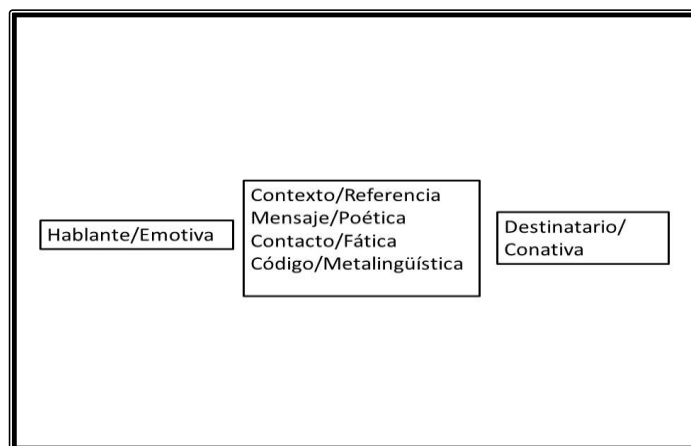 Hablante/Emotiva
Contexto/Referencia
Mensaje/Poética
Contacto/Fática
Código/Metalingüística
Destinatario/
Conativa